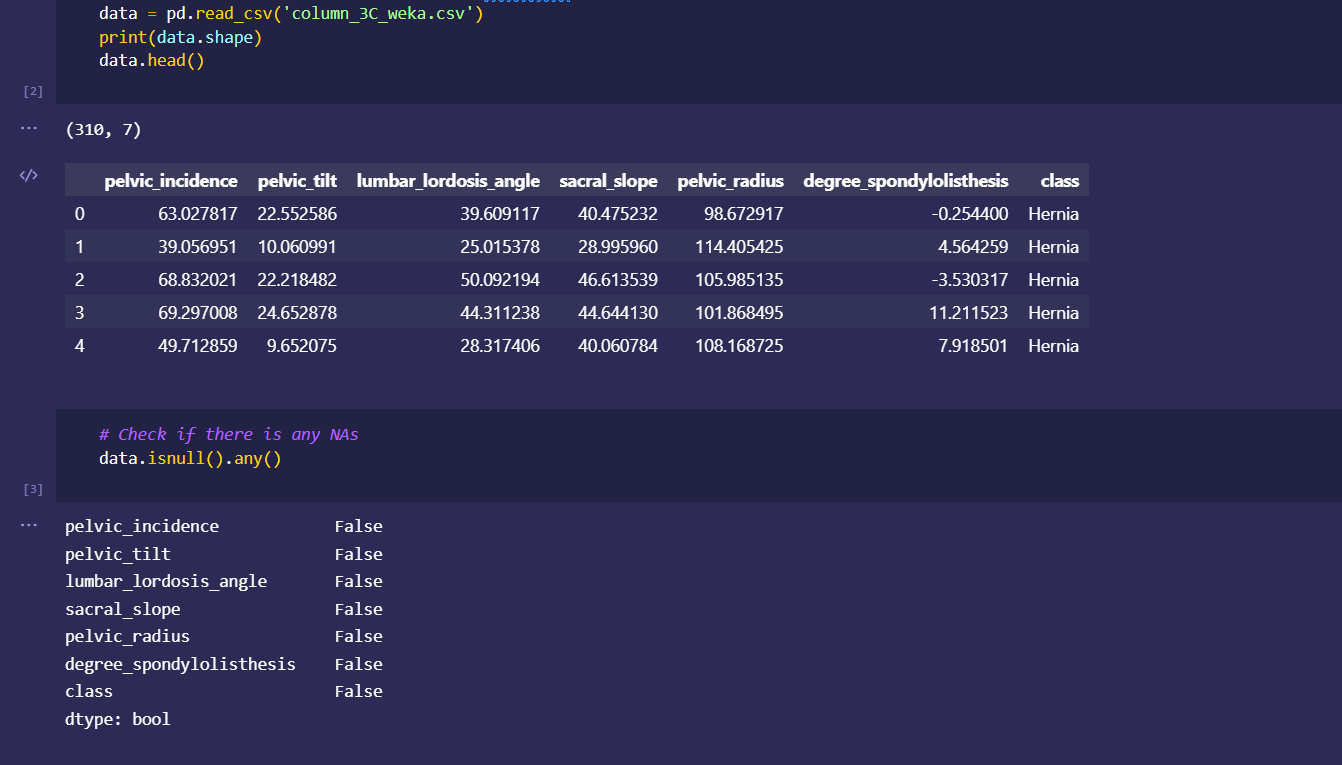 data = pd.read_csv('column_3C_weka.csv')
print(data.shape)
data.head()
[2]
(310, 7)
pelvic_incidence pelvic_tilt lumbar_lordosis_angle sacral_slope pelvic_radius degree_spondylolisthesis class
0 63.027817 22.552586 39.609117 40.475232 98.672917 -0.254400 Hernia
1 39.056951 10.060991 25.015378 28.995960 114.405425 4.564259 Hernia
2 68.832021 22.218482 50.092194 46.613539 105.985135 -3.530317 Hernia
3 69.297008 24.652878 44.311238 44.644130 101.868495 11.211523 Hernia
4 49.712859 9.652075 28.317406 40.060784 108.168725 7.918501 Hernia
# Check if there is any NAs
data.isnull().any()
[3]
pelvic_incidence False
pelvic_tilt False
lumbar_lordosis_angle False
sacral_slope False
pelvic_radius False
degree_spondylolisthesis False
class False
dtype: bool